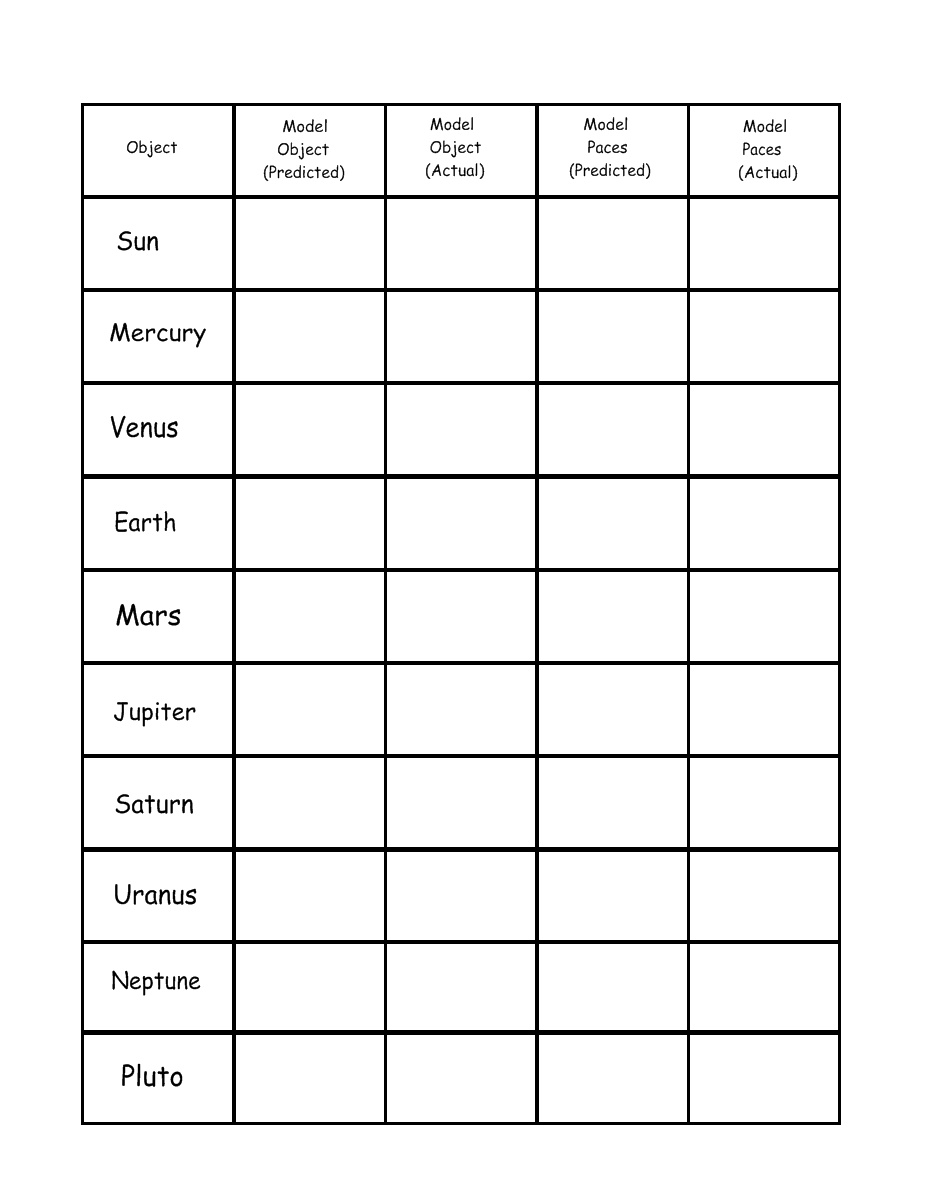 Object
Model
Object
(Predicted)
Model
Object
(Actual)
Model
Paces
(Predicted)
Model
Paces
(Actual)
Sun
Mercury
Venus
Earth
Mars
Jupiter
Saturn
Uranus
Neptune
Pluto